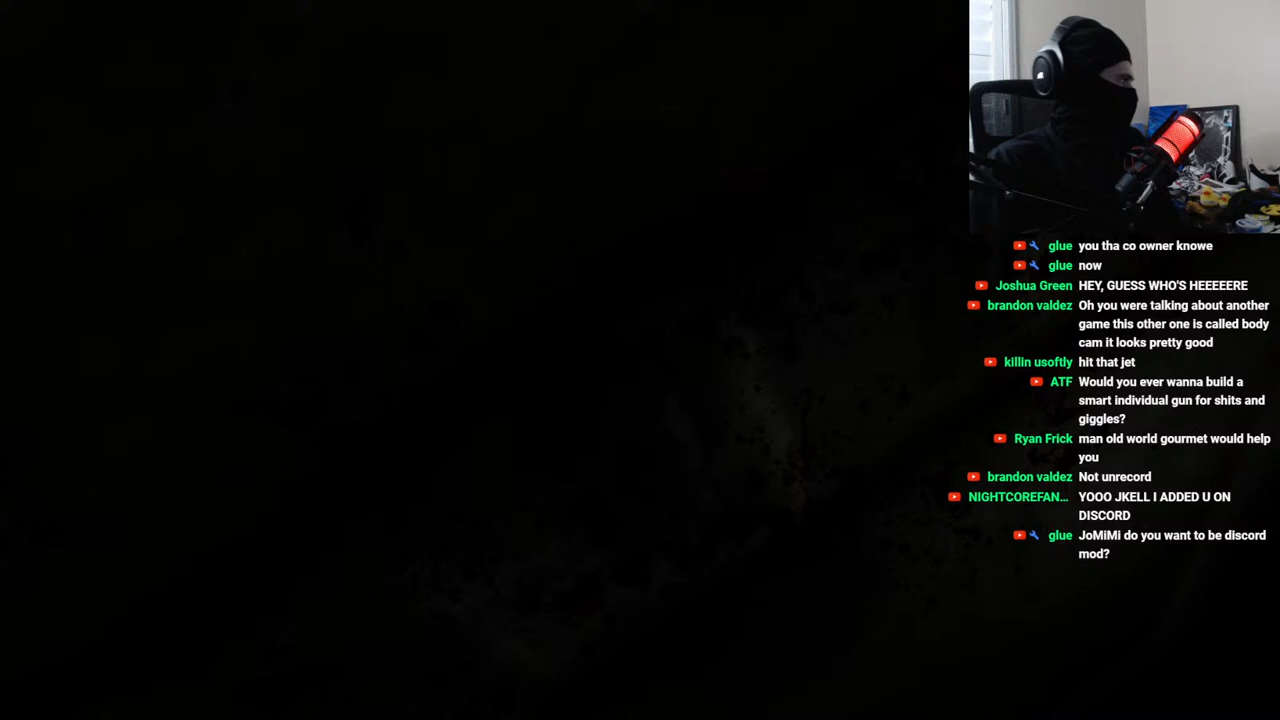 glue you tha co owner knowe
glue now
Joshua Green HEY, GUESS WHO'S HEEEEERE
brandon valdez Oh you were talking about another
game this other one is called body
cam it looks pretty good
killin usoftly hit that jet
ATF Would you ever wanna build a
smart individual gun for shits and
giggles?
Ryan Frick man old world gourmet would help
you
brandon valdez Not unrecord
NIGHTCOREFAN... YOOO JKELL I ADDED U ON
DISCORD
glue JoMiMi do you want to be discord
mod?